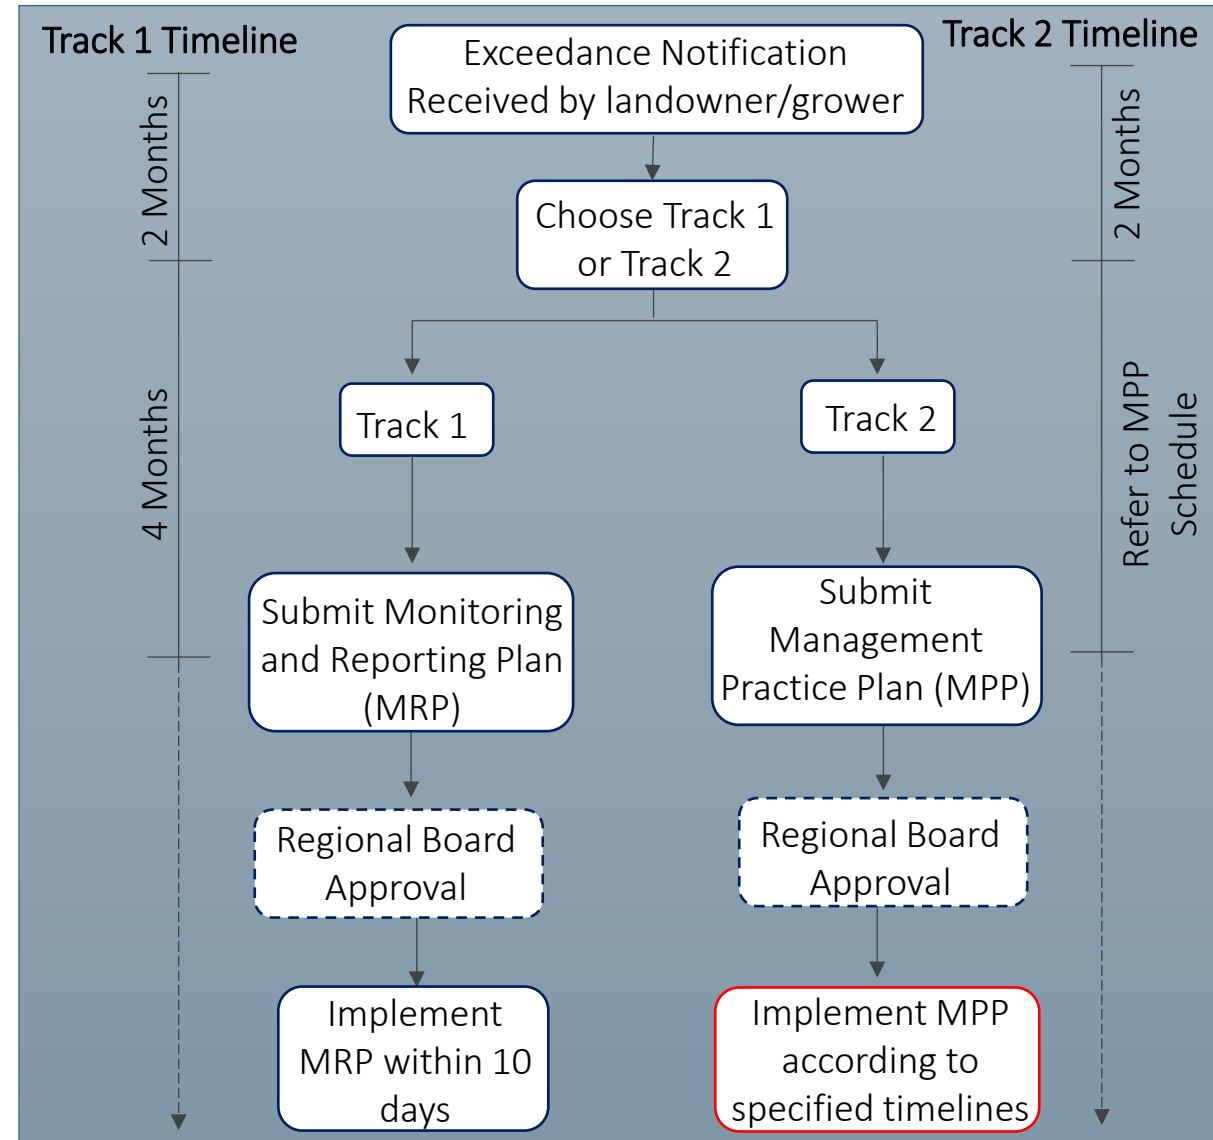 Track 1 Timeline
Track 2 Timeline
Exceedance Notification
Received by landowner/grower
2 Months
2 Months
Choose Track 1
or Track 2
4 Months
Refer to MPP
Schedule
Track 1
Track 2
Submit Monitoring
and Reporting Plan
(MRP)
Submit
Management
Practice Plan (MPP)
Regional Board
Approval
Regional Board
Approval
Implement
MRP within 10
days
Implement MPP
according to
specified timelines